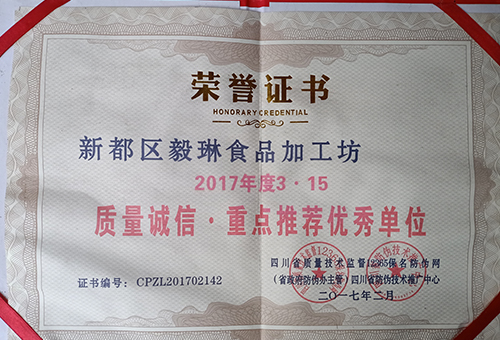 荣誉证书
HONORARY CREDENTIAL
新都区毅琳食品加工坊
2017年度3·15
质量诚信·重点推荐优秀单位
四川省质量技术监督12365保名防伪网
（省政府防伪办主管）四川省防伪技术推广中心
证书编号：CPZL201702142
二〇一七年二月